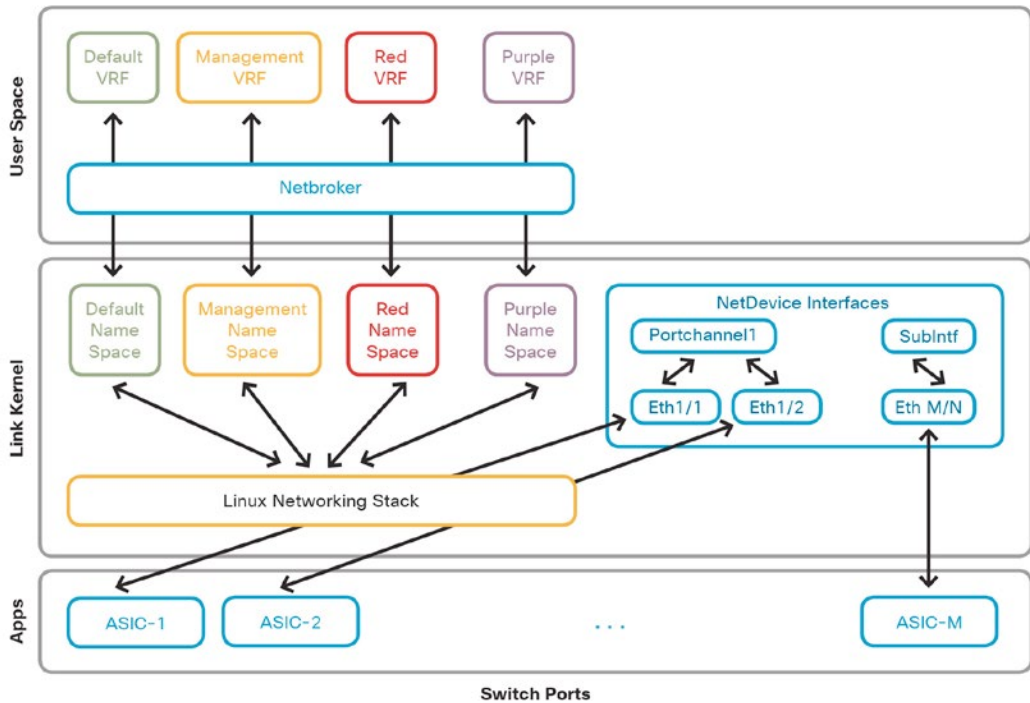 User Space
Default
VRF
Management
VRF
Red
VRF
Purple
VRF
Netbroker
Link Kernel
Default
Name
Space
Management
Name
Space
Red
Name
Space
Purple
Name
Space
NetDevice Interfaces
Portchannel1
SubIntf
Eth1/1
Eth1/2
Eth M/N
Linux Networking Stack
Apps
ASIC-1
ASIC-2
...
ASIC-M
Switch Ports